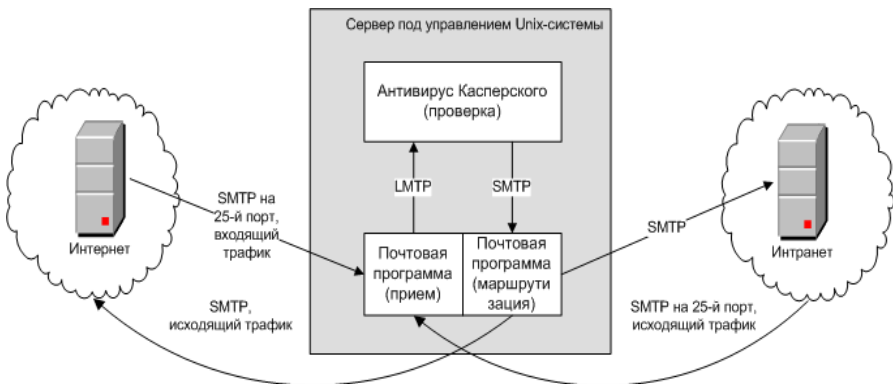 Сервер под управлением Unix-системы
Антивирус Касперского
(проверка)
LMTP
SMTP
SMTP на
25-й порт,
входящий
трафик
Интернет
Почтовая
программа
(прием)
Почтовая
программа
(маршрути
зация)
SMTP
Интранет
SMTP,
исходящий трафик
SMTP на 25-й порт,
исходящий трафик